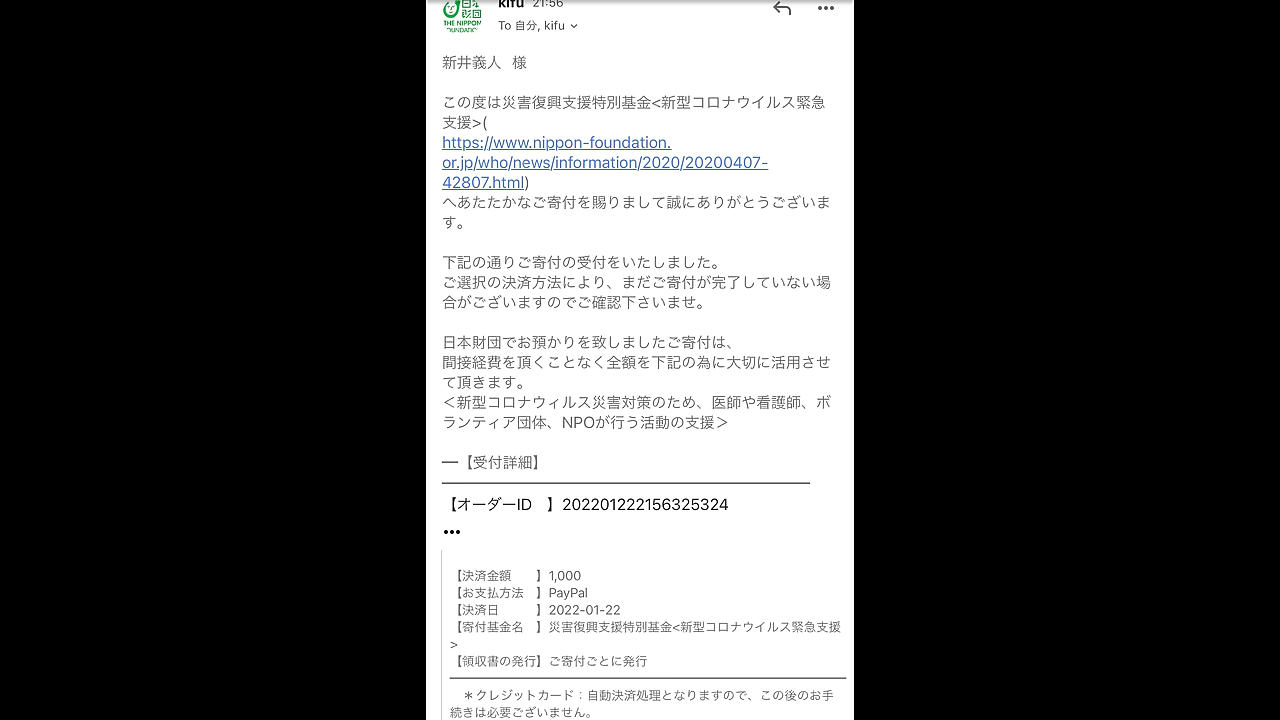 kifu 21:56
THE NIPPON
FOUNDATION
To 自分, kifu
新井義人 様
この度は災害復興支援特別基金<新型コロナウイルス緊急
支援>(
https://www.nippon-foundation.
or.jp/who/news/information/2020/20200407-
42807.html)
へあたたかなご寄付を賜りまして誠にありがとうございま
す。
下記の通りご寄付の受付をいたしました。
ご選択の決済方法により、まだご寄付が完了していない場
合がございますのでご確認下さいませ。
日本財団でお預かりを致しましたご寄付は、
間接経費を頂くことなく全額を下記の為に大切に活用させ
て頂きます。
＜新型コロナウィルス災害対策のため、医師や看護師、ボ
ランティア団体、NPOが行う活動の支援＞
━【受付詳細】
【オーダーID 】202201222156325324
•••
【決済金額 】1,000
【お支払方法 】PayPal
【決済日 】2022-01-22
【寄付基金名 】災害復興支援特別基金<新型コロナウイルス緊急支援
>
【領収書の発行】ご寄付ごとに発行
＊クレジットカード：自動決済処理となりますので、この後のお手
続きは必要ございません。